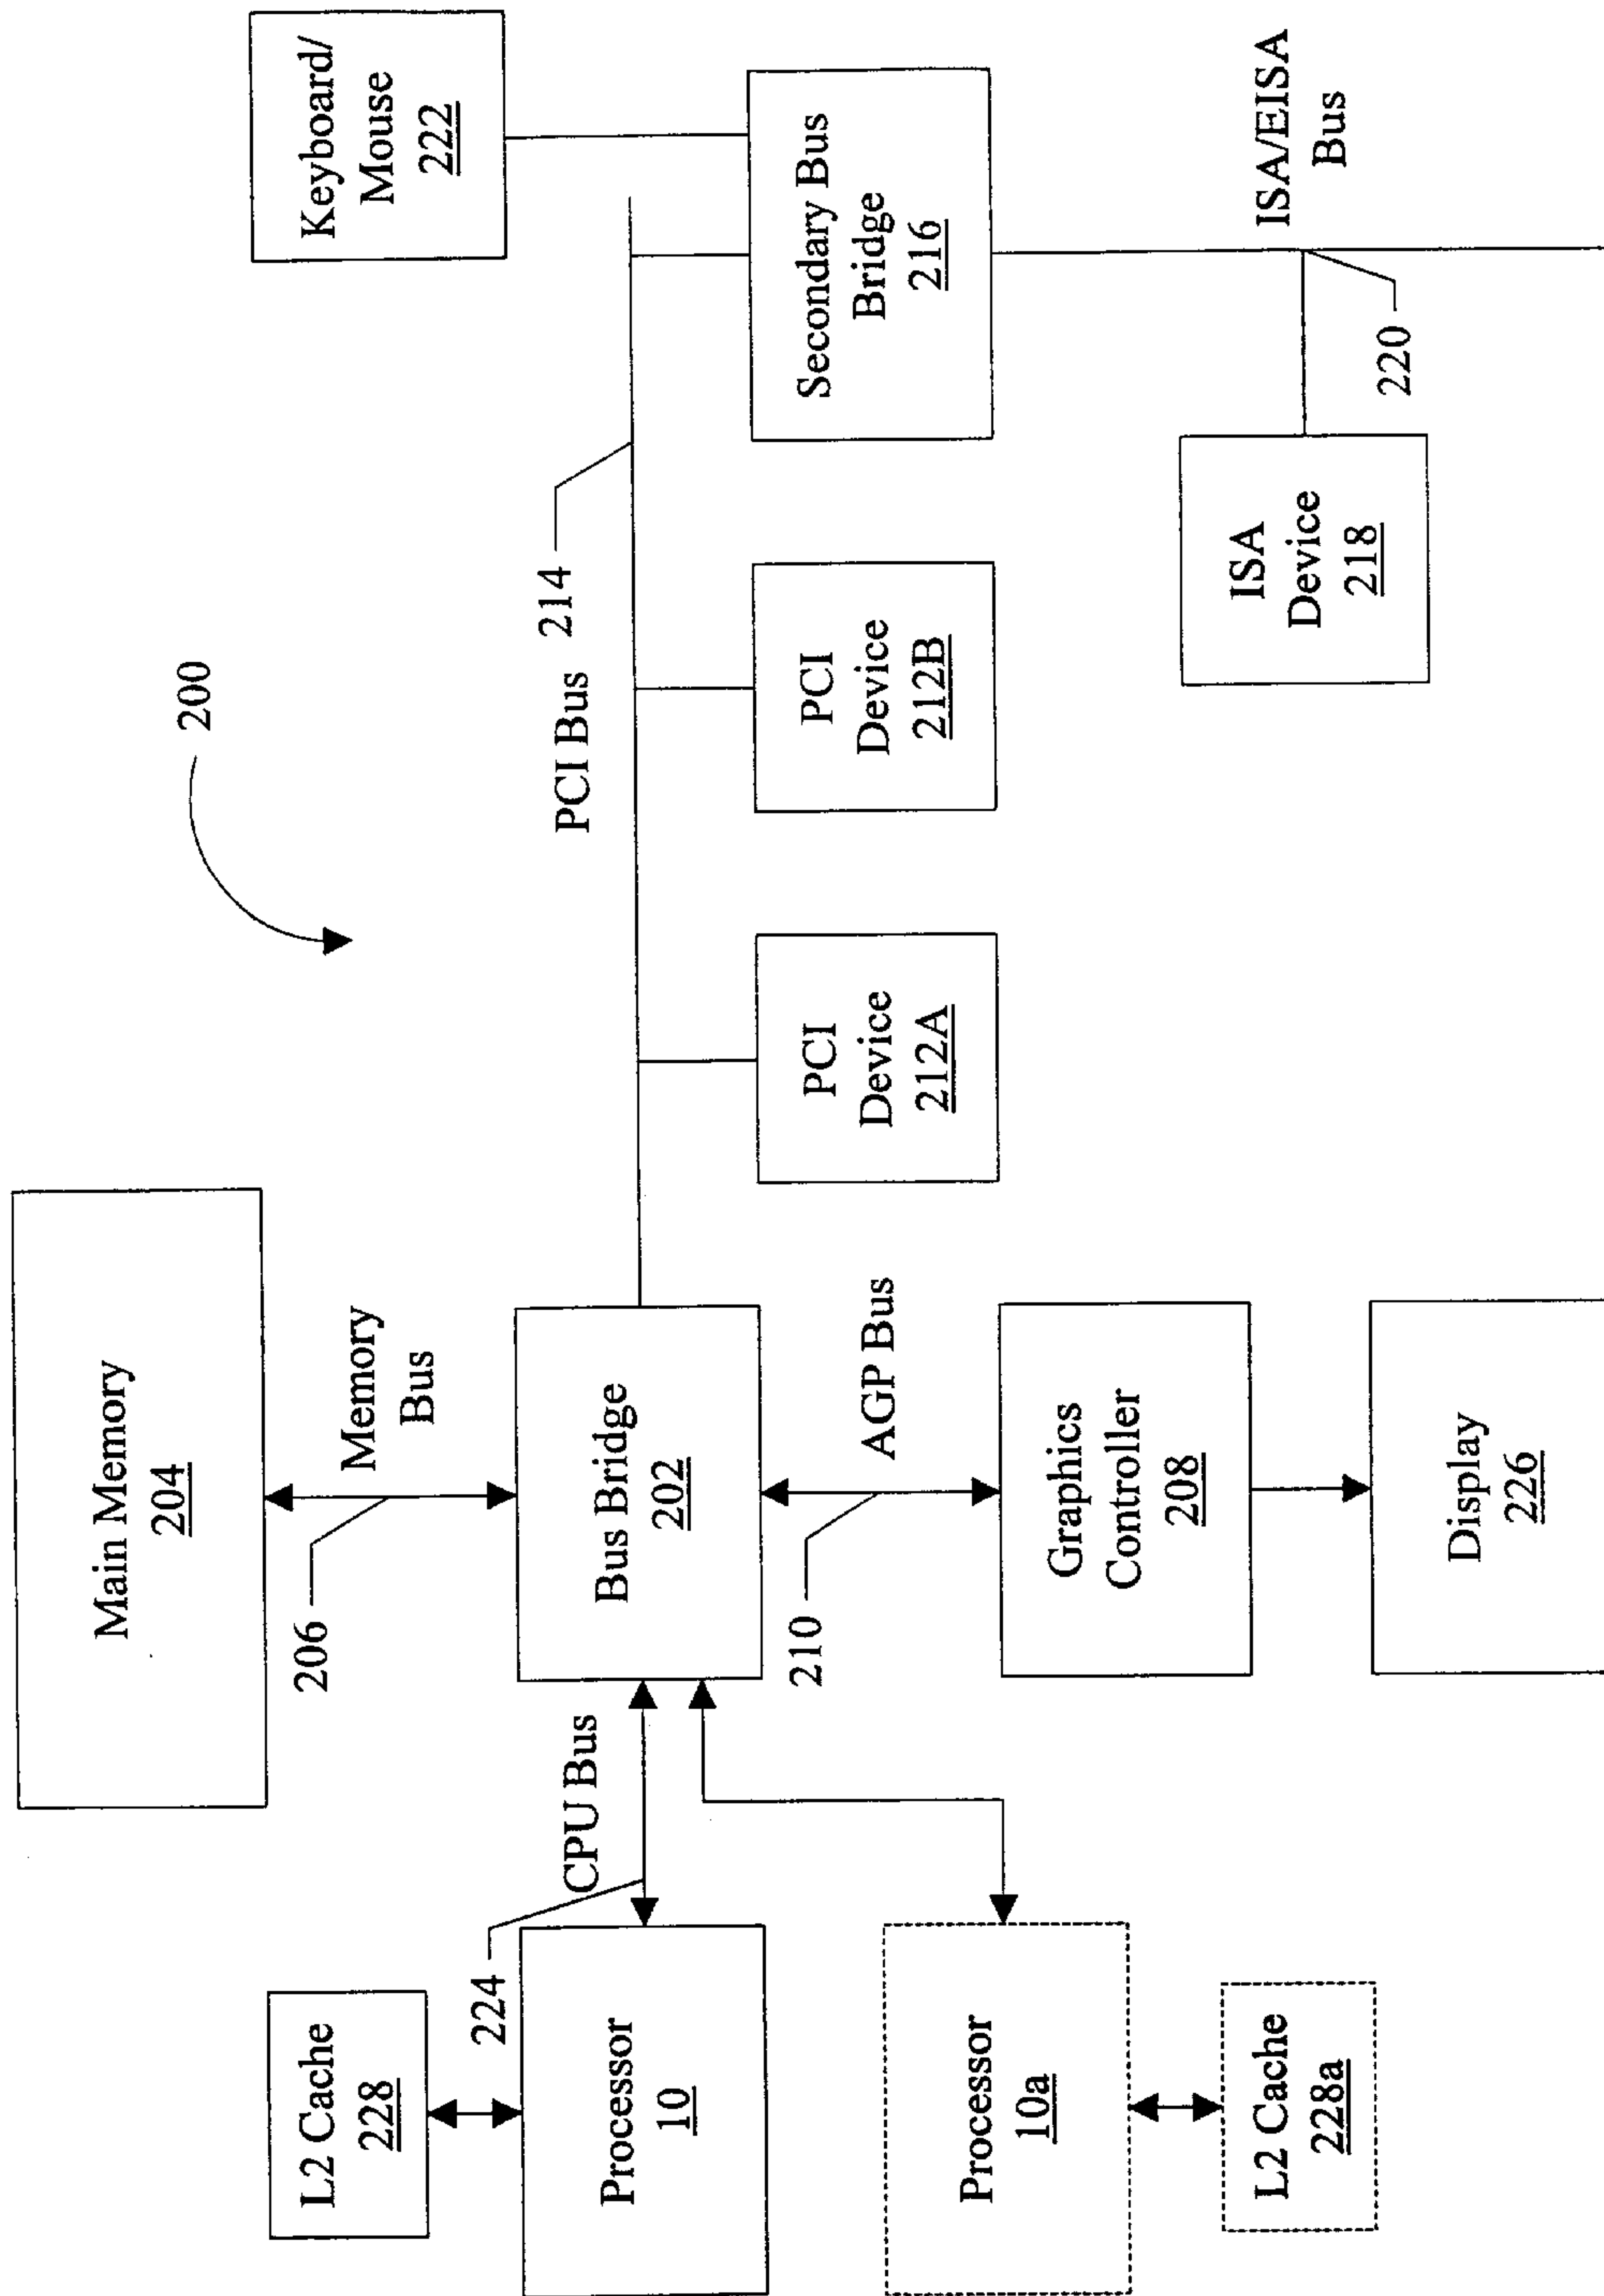 Main Memory
204
Keyboard/
Mouse
222
200
L2 Cache
228
206
Memory
Bus
PCI Bus
214
224
CPU Bus
Processor
10
Bus Bridge
202
PCI
Device
212A
PCI
Device
212B
Secondary Bus
Bridge
216
210
AGP Bus
Processor
10a
Graphics
Controller
208
ISA
Device
218
220
ISA/EISA
Bus
L2 Cache
228a
Display
226